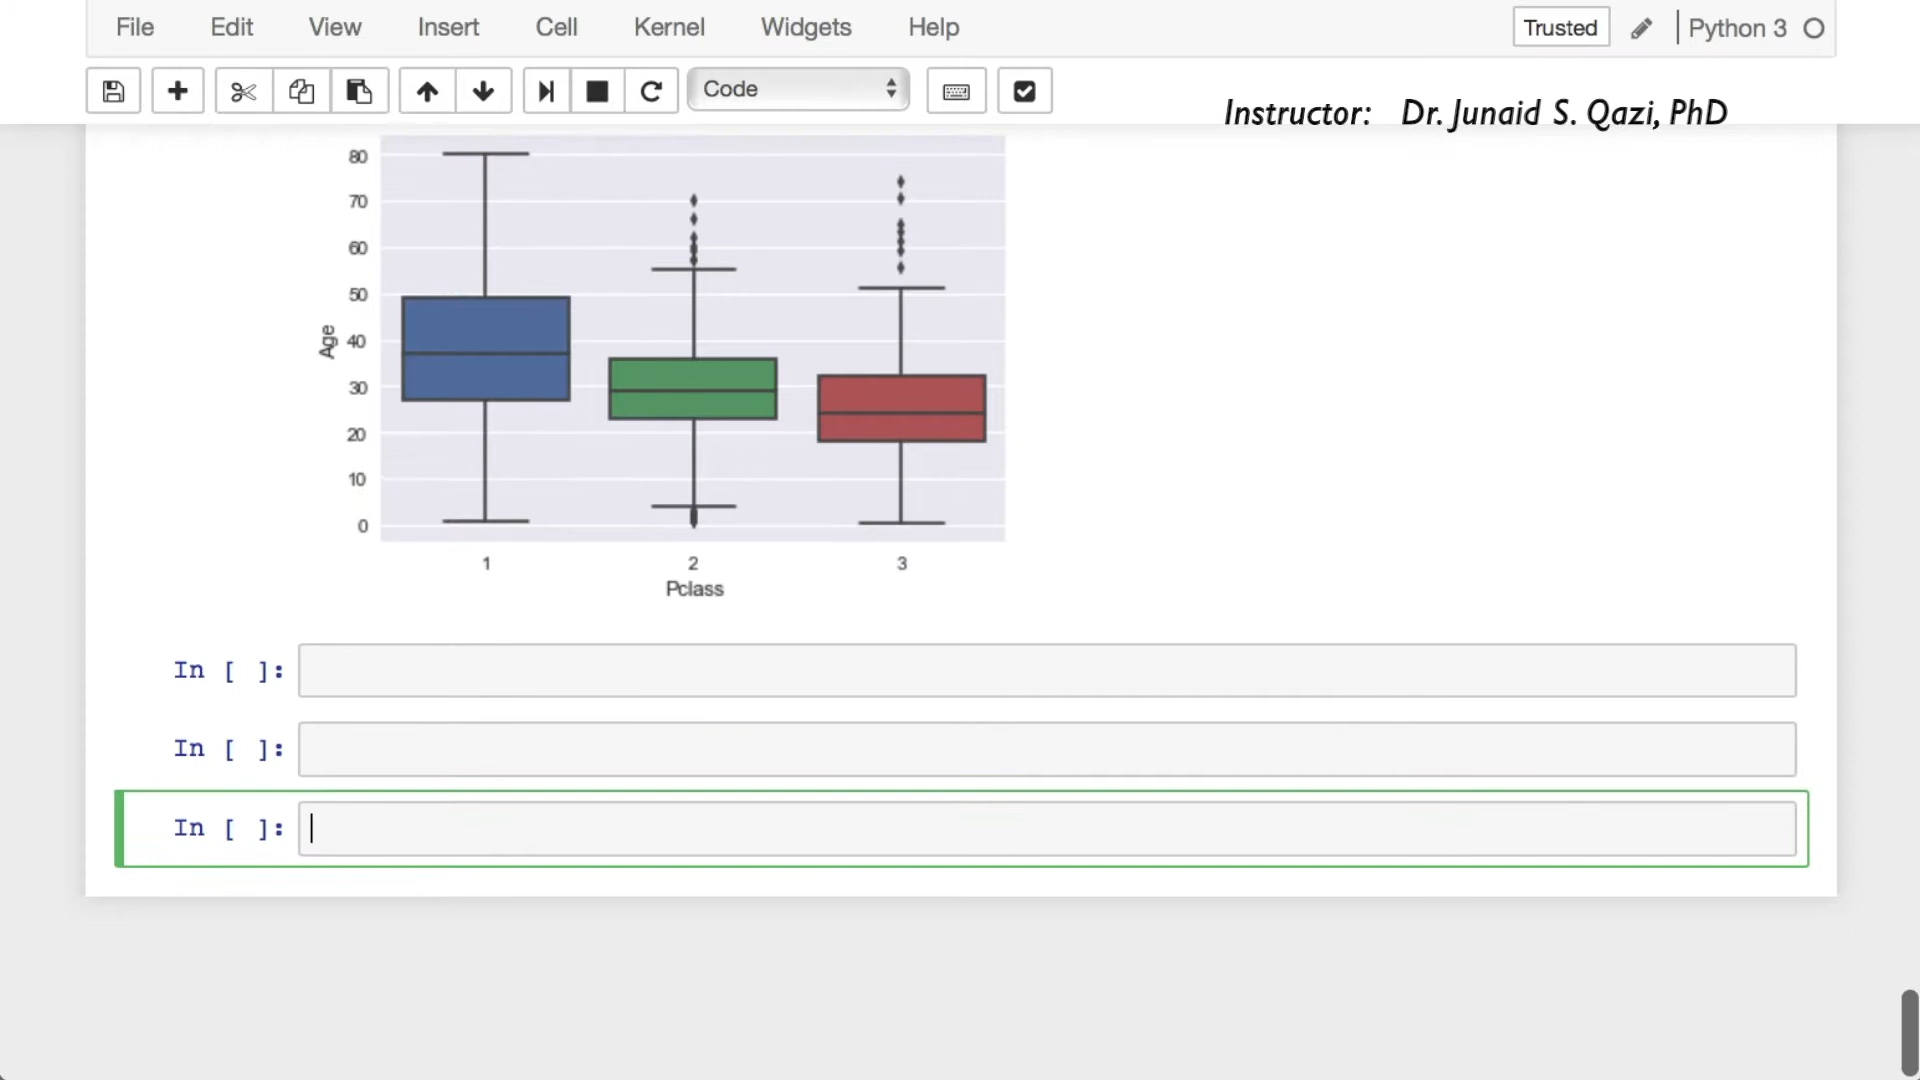 File Edit View Insert Cell Kernel Widgets Help Trusted Python 3
Code
Instructor: Dr. Junaid S. Qazi, PhD
80
70
60
50
40
30
20
10
0
Age
1 2 3
Pclass
In [ ]:
In [ ]:
In [ ]: